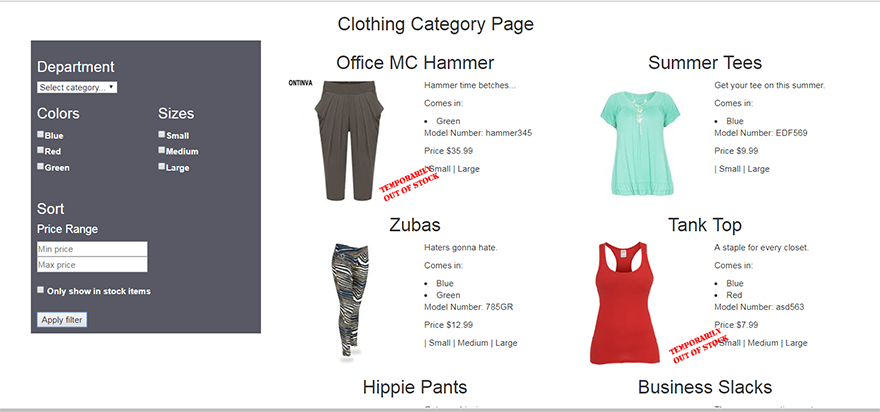 Clothing Category Page
Department
Select category...
Colors
Sizes
Blue
Small
Red
Medium
Green
Large
Sort
Price Range
Min price
Max price
Only show in stock items
Apply filter
Office MC Hammer
ONTINVA
Hammer time betches...
Comes in:
• Green
Model Number: hammer345
Price $35.99
| Small | Large
TEMPORARILY
OUT OF STOCK
Summer Tees
Get your tee on this summer.
Comes in:
• Blue
Model Number: EDF569
Price $9.99
| Small | Large
Zubas
Haters gonna hate.
Comes in:
• Blue
• Green
Model Number: 785GR
Price $12.99
| Small | Medium | Large
Tank Top
A staple for every closet.
Comes in:
• Blue
• Red
Model Number: asd563
Price $7.99
| Small | Medium | Large
TEMPORARILY
OUT OF STOCK
Hippie Pants
Business Slacks